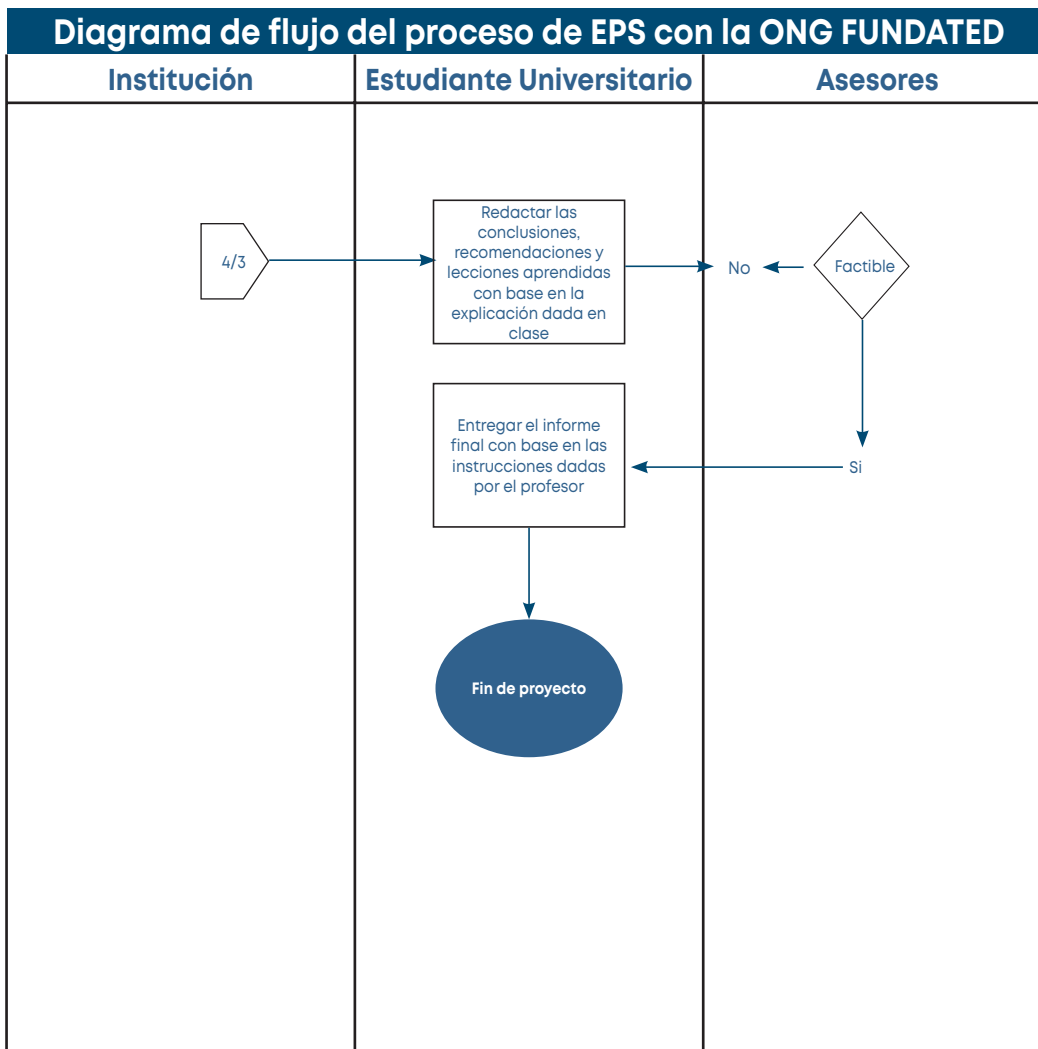 Diagrama de flujo del proceso de EPS con la ONG FUNDATED
Institución
Estudiante Universitario
Asesores
4/3
Redactar las
conclusiones,
recomendaciones y
lecciones aprendidas
con base en la
explicación dada en
clase
No
Factible
Entregar el informe
final con base en las
instrucciones dadas
por el profesor
Si
Fin de proyecto